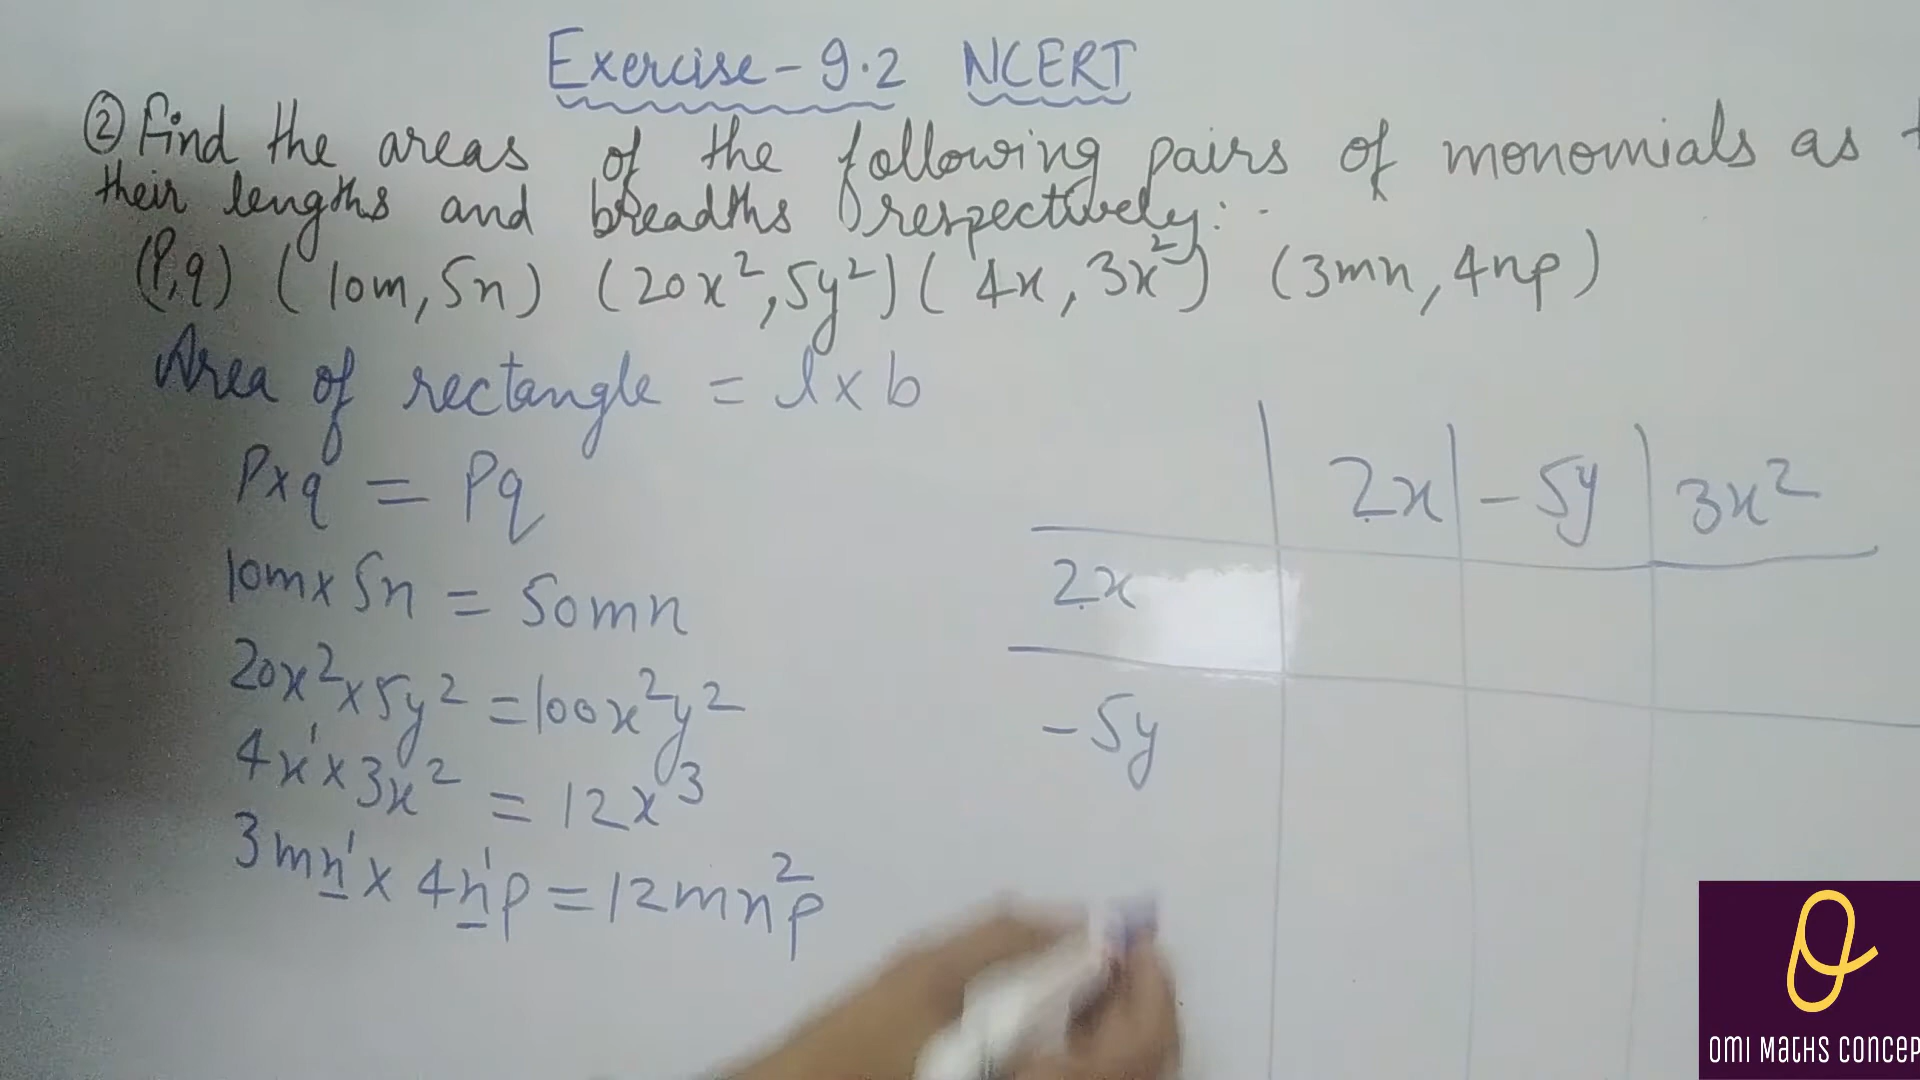 Exercise-9.2 NCERT
② Find the areas of the following pairs of monomials as
their lengths and breadths respectively:-
(P,q) (10m,5n) (20x²,5y²) (4x,3x²) (3mn,4np)
Area of rectangle = l×b
P×q = Pq
10m×5n = 50mn
20x²×5y²=100x²y²
4x¹×3x² = 12x³
3mn¹×4n¹p=12mn²p
2x -5y 3x²
2x
-5y
OMI MATHS CONCEP